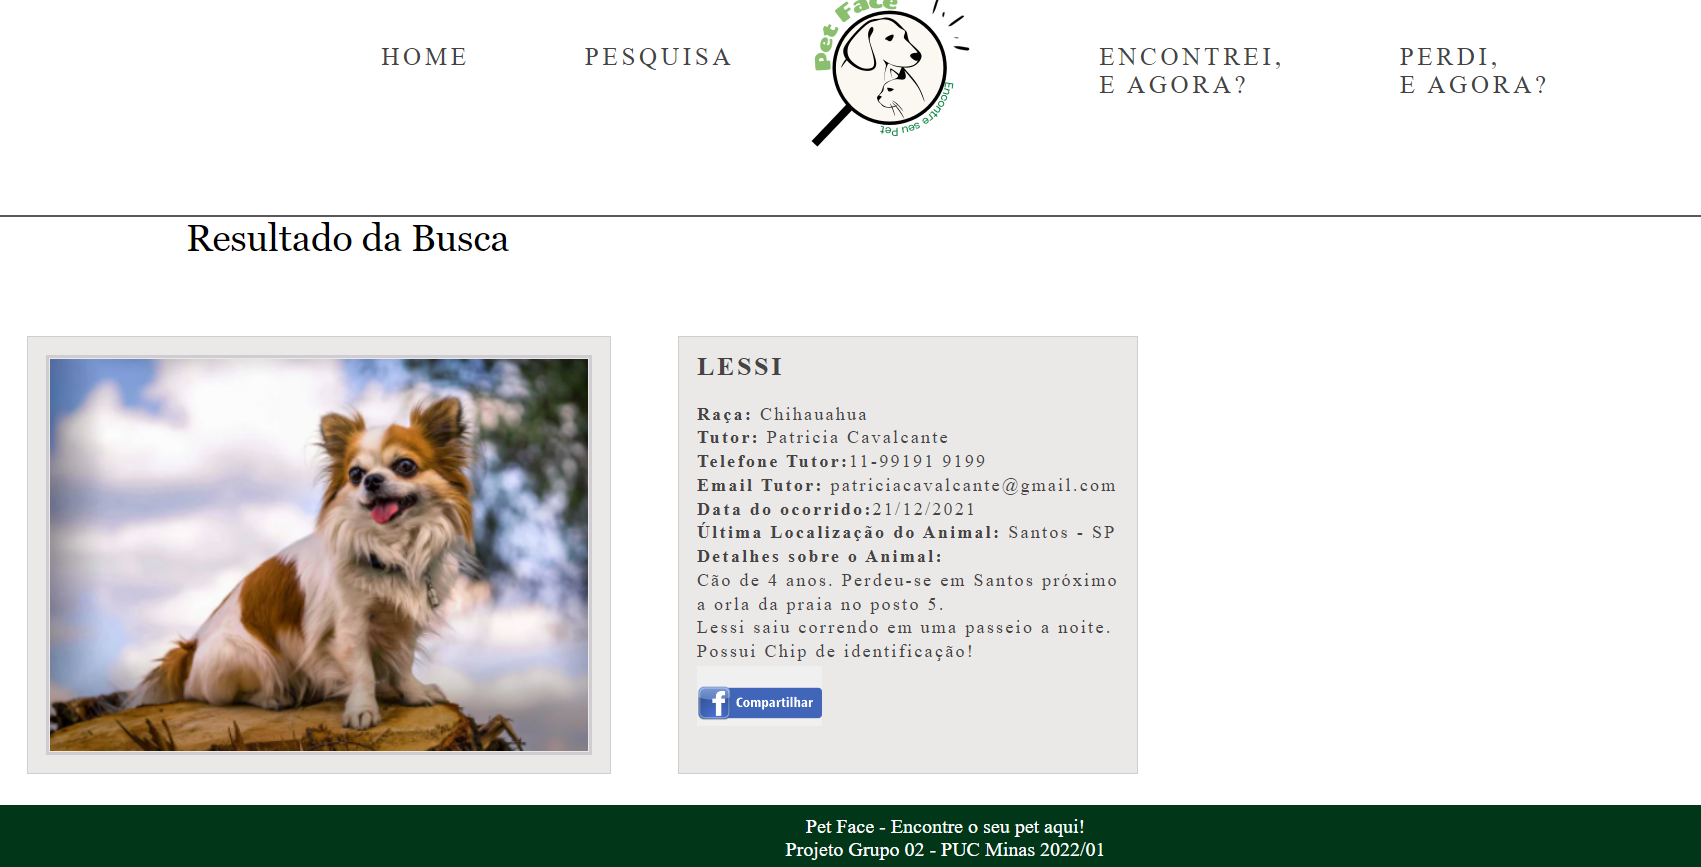 HOME
PESQUISA
Pet Face
Encontre seu Pet
ENCONTREI,
E AGORA?
PERDI,
E AGORA?
Resultado da Busca
LESSI
Raça: Chihauahua
Tutor: Patricia Cavalcante
Telefone Tutor:11-99191 9199
Email Tutor: patriciacavalcante@gmail.com
Data do ocorrido:21/12/2021
Última Localização do Animal: Santos - SP
Detalhes sobre o Animal:
Cão de 4 anos. Perdeu-se em Santos próximo
a orla da praia no posto 5.
Lessi saiu correndo em uma passeio a noite.
Possui Chip de identificação!
f Compartilhar
Pet Face - Encontre o seu pet aqui!
Projeto Grupo 02 - PUC Minas 2022/01